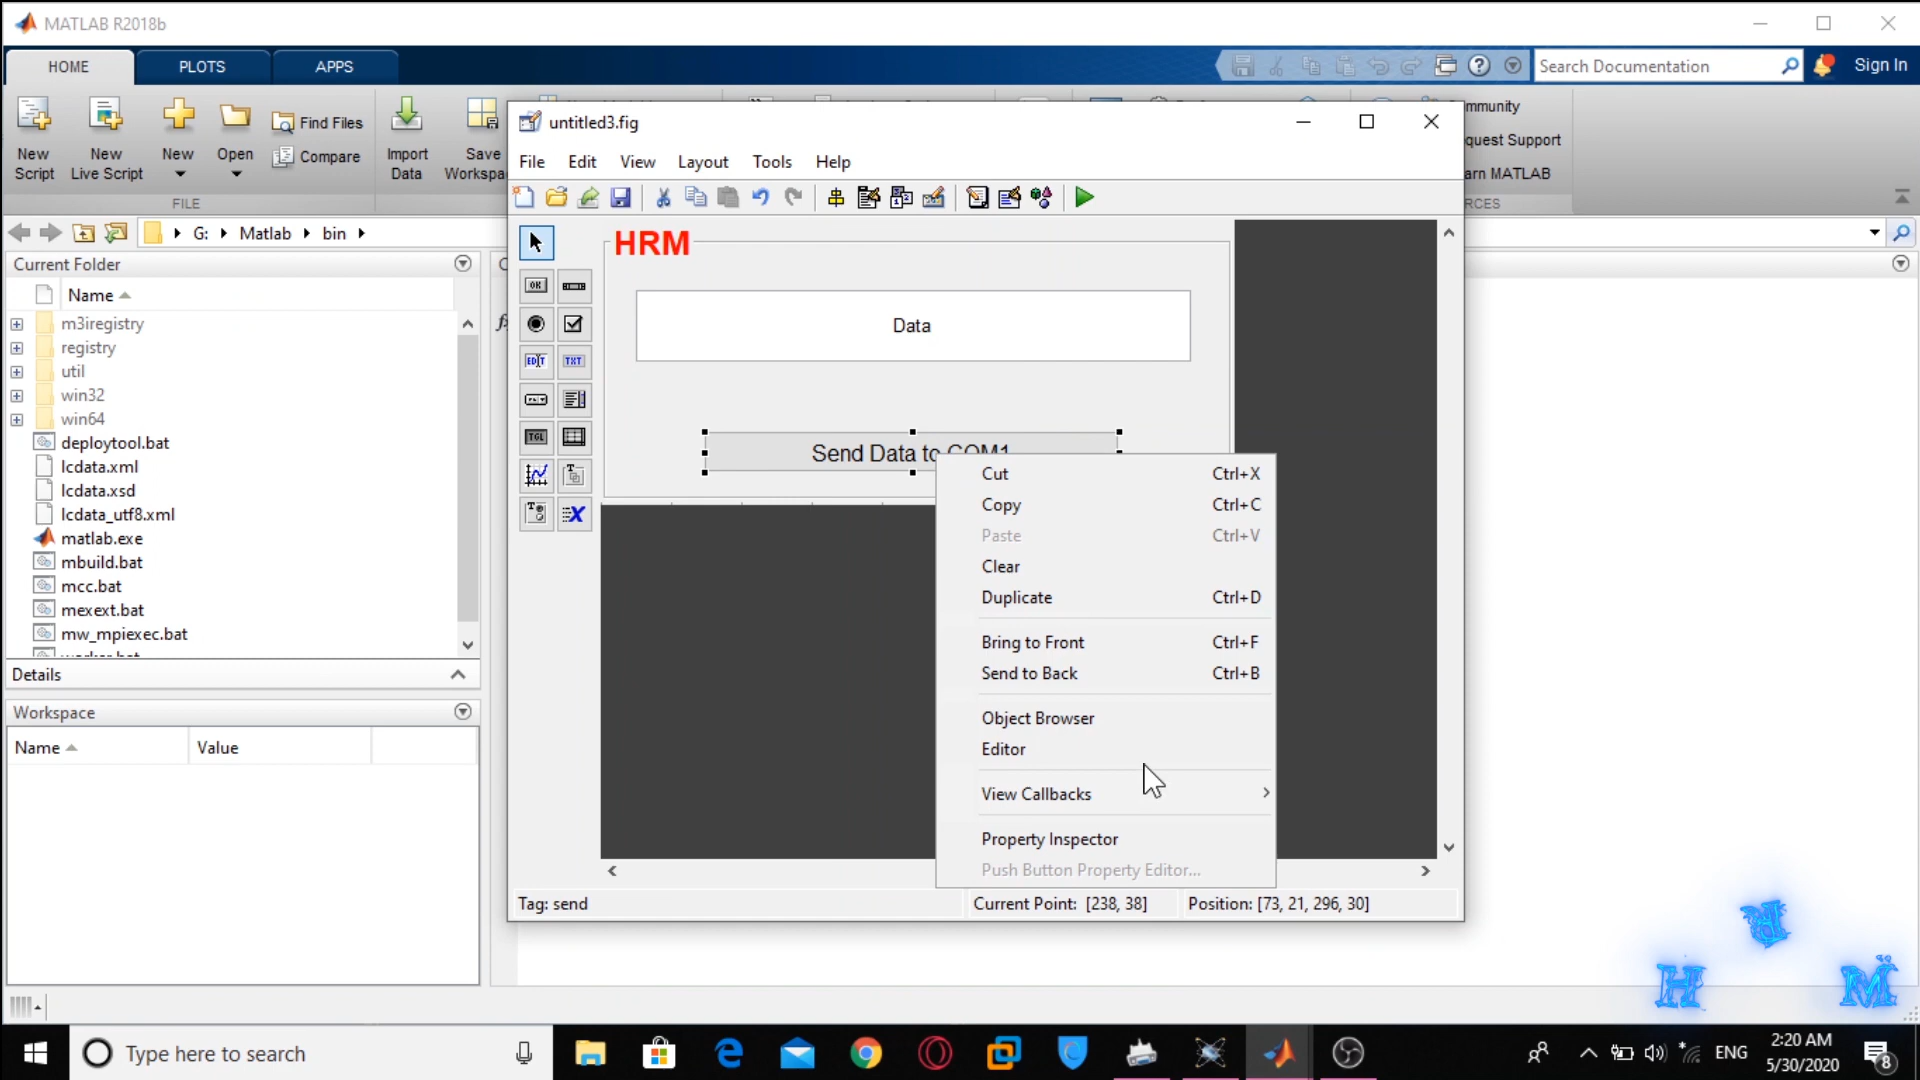 MATLAB R2018b
HOME
PLOTS
APPS
Search Documentation
Sign In
New
Script
New
Live Script
New
Open
Find Files
Compare
Import
Data
Save
Workspa
FILE
mmunity
quest Support
arn MATLAB
RCES
G:
Matlab
bin
Current Folder
Name
m3iregistry
registry
util
win32
win64
deploytool.bat
lcdata.xml
lcdata.xsd
lcdata_utf8.xml
matlab.exe
mbuild.bat
mcc.bat
mexext.bat
mw_mpiexec.bat
Details
Workspace
Name
Value
untitled3.fig
File
Edit
View
Layout
Tools
Help
OK
EDIT
TXT
TGL
HRM
Data
Send Data to COM1
Cut Ctrl+X
Copy Ctrl+C
Paste Ctrl+V
Clear
Duplicate Ctrl+D
Bring to Front Ctrl+F
Send to Back Ctrl+B
Object Browser
Editor
View Callbacks
Property Inspector
Push Button Property Editor...
Tag: send
Current Point: [238, 38]
Position: [73, 21, 296, 30]
R
H
M
Type here to search
ENG
2:20 AM
5/30/2020
8